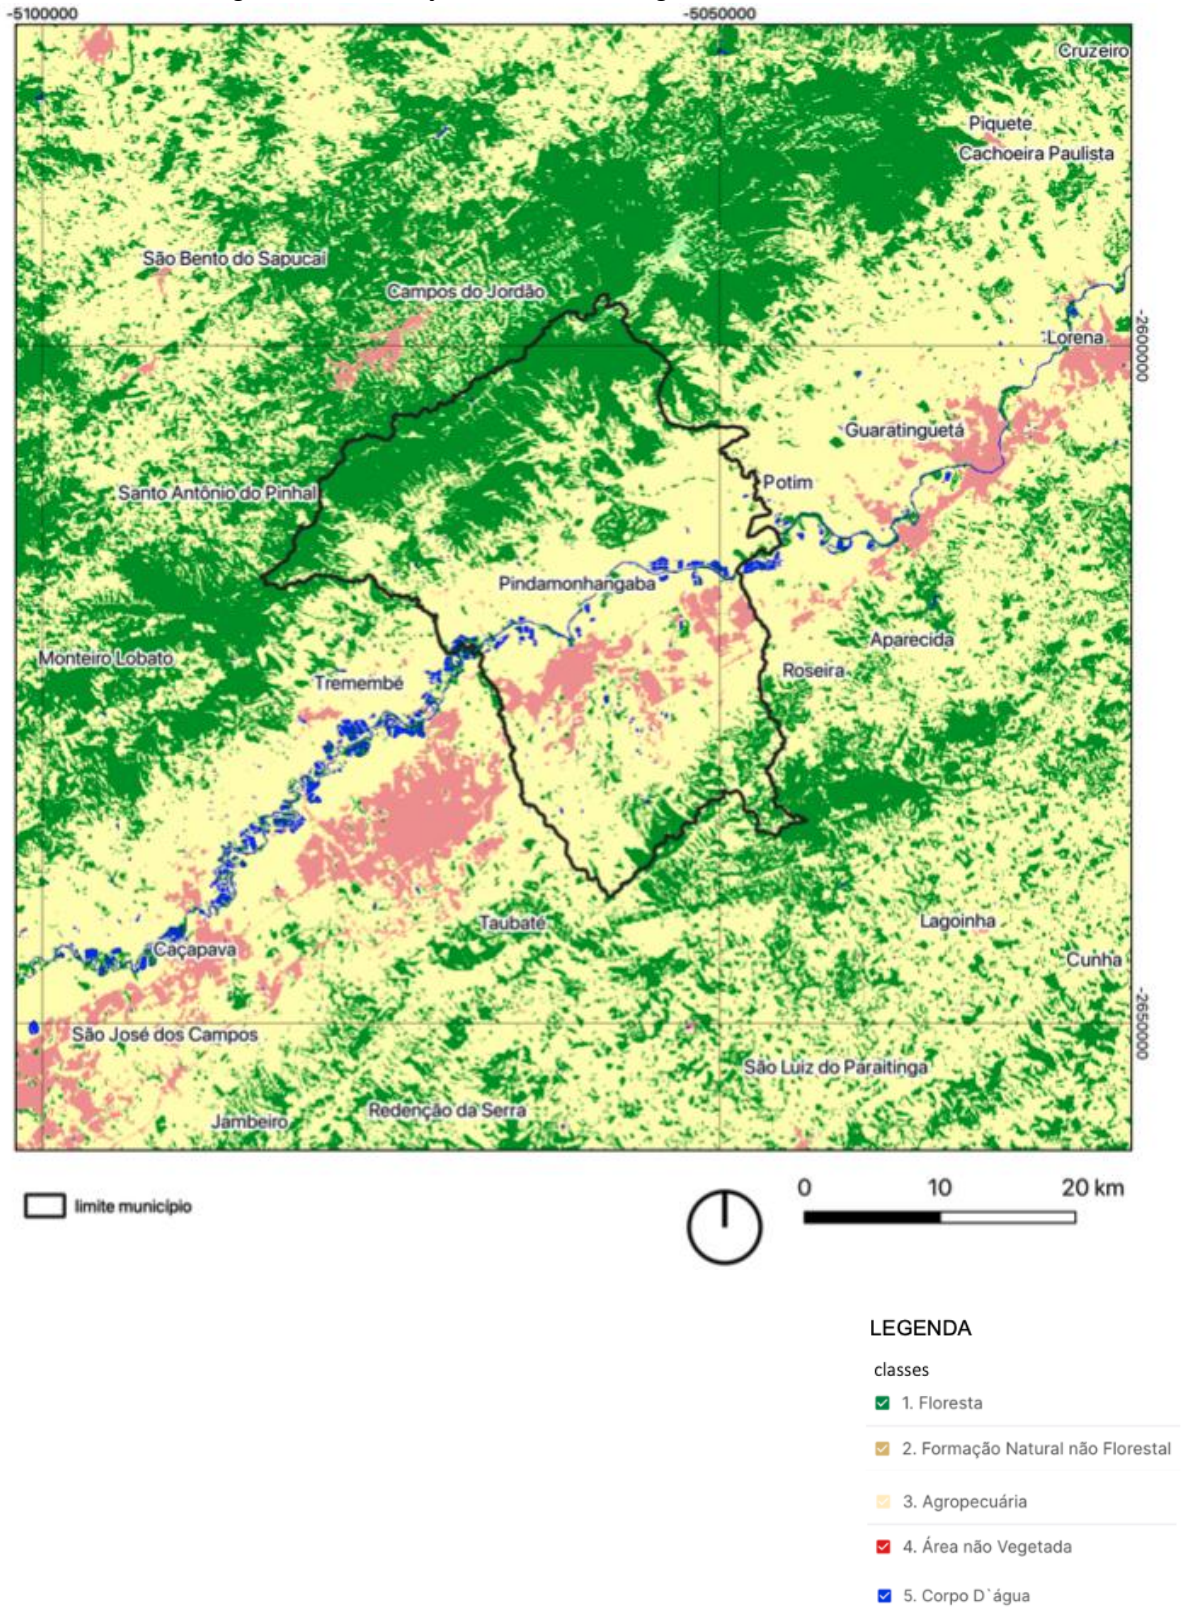 -5100000
-5050000
Cruzeiro
Piquete
Cachoeira Paulista
São Bento do Sapucaí
Campos do Jordão
-2600000
Lorena
Guaratinguetá
Potim
Santo Antônio do Pinhal
Pindamonhangaba
Aparecida
Monteiro Lobato
Roseira
Tremembé
Lagoinha
Taubaté
Caçapava
Cunha
-2650000
São José dos Campos
São Luiz do Paraitinga
Redenção da Serra
Jambeiro
limite município
0 10 20 km
LEGENDA
classes
1. Floresta
2. Formação Natural não Florestal
3. Agropecuária
4. Área não Vegetada
5. Corpo D`água